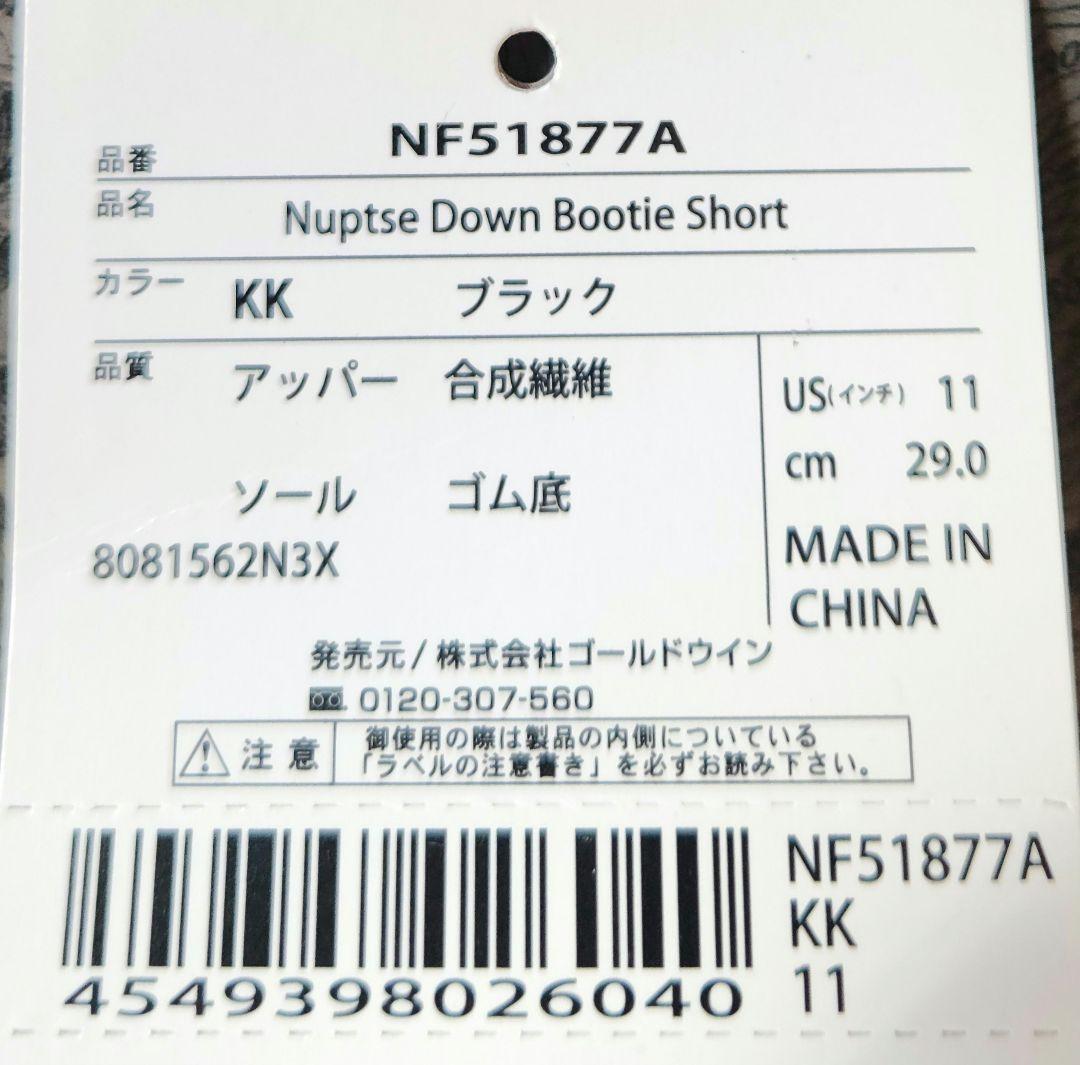 品番 NF51877A
品名 Nuptse Down Bootie Short
カラー KK ブラック
品質 アッパー 合成繊維
ソール ゴム底
8081562N3X
US(インチ) 11
cm 29.0
MADE IN
CHINA
発売元/株式会社ゴールドウイン
0120-307-560
注意
御使用の際は製品の内側についている
「ラベルの注意書き」を必ずお読み下さい。
4549398026040
NF51877A
KK
11